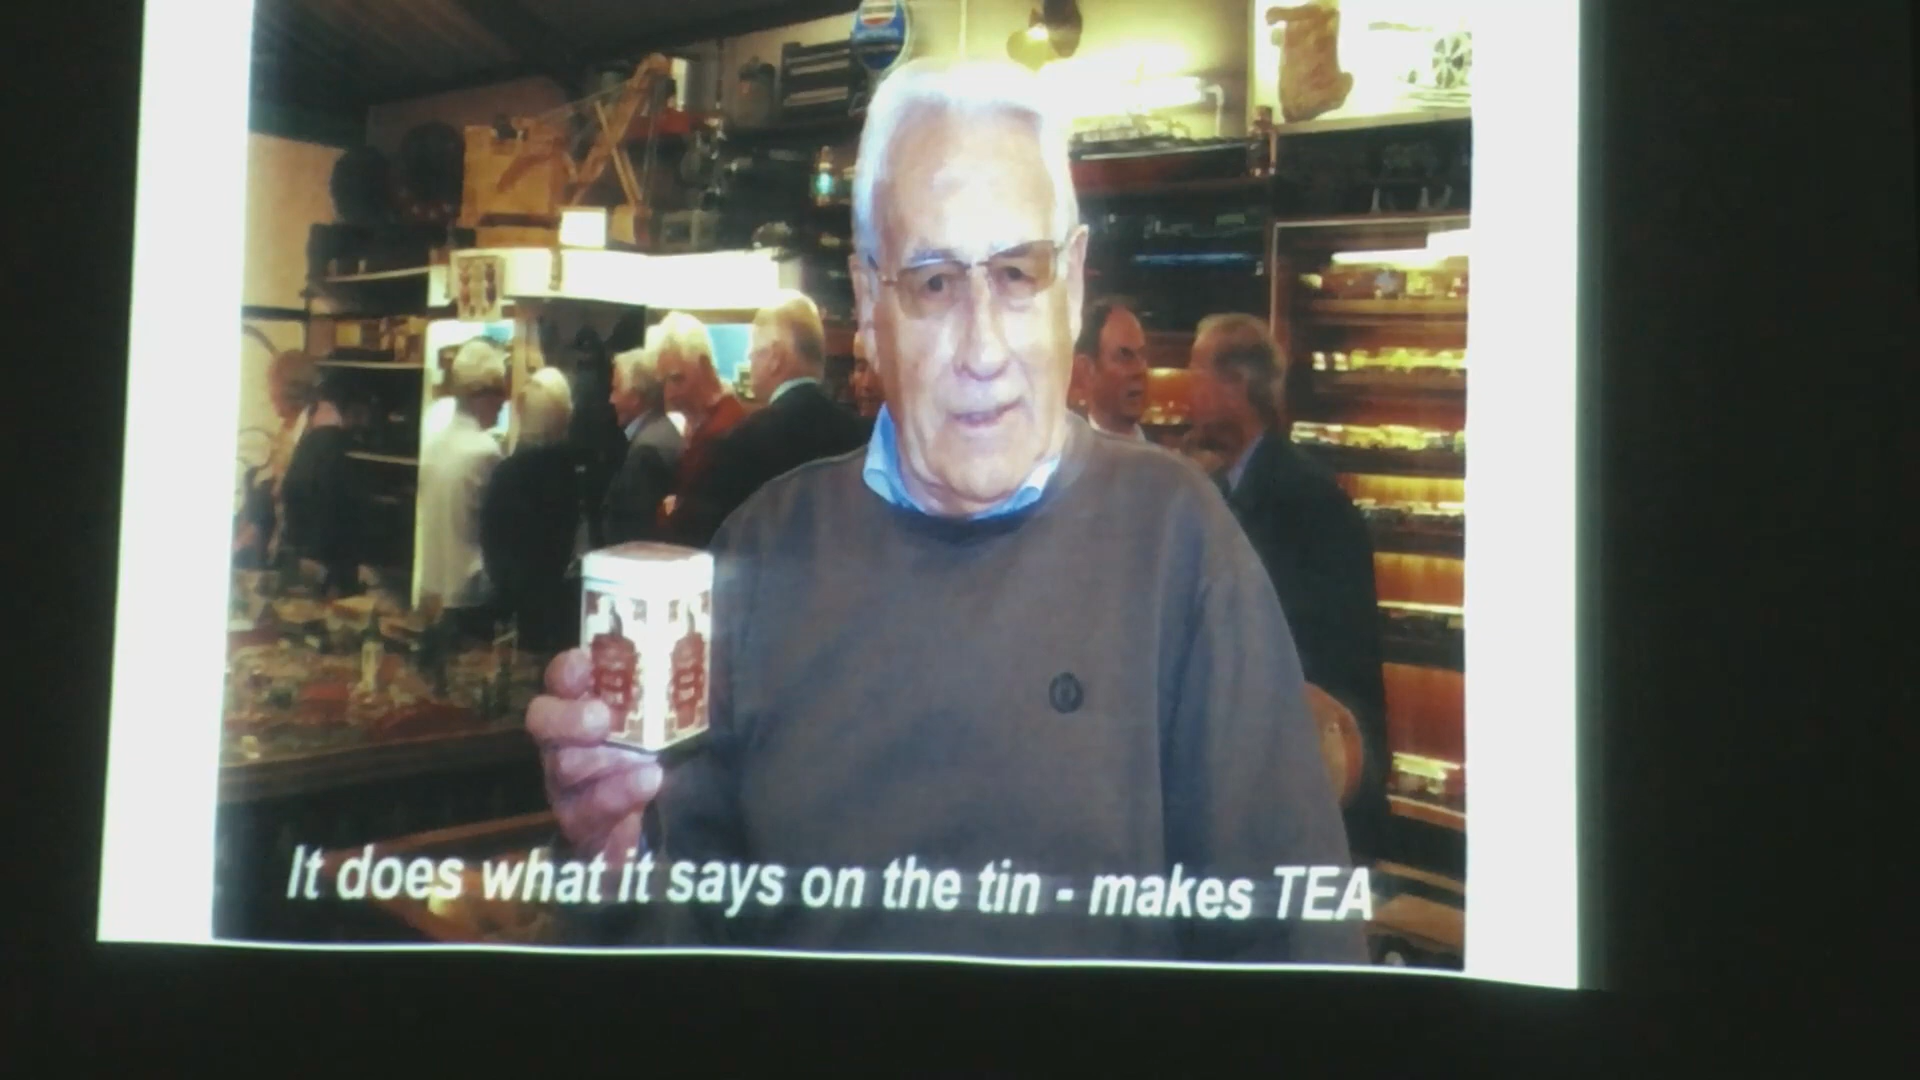 It does what it says on the tin - makes TEA